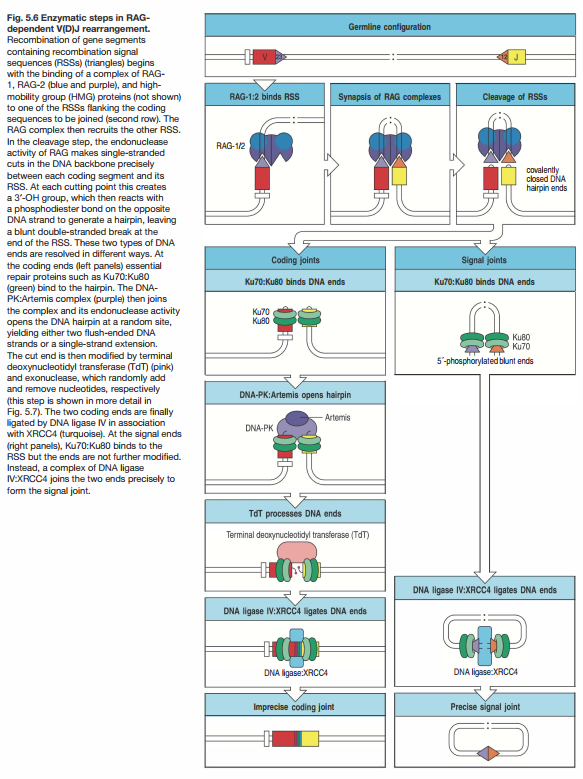 Fig. 5.6 Enzymatic steps in RAG-
dependent V(D)J rearrangement.
Recombination of gene segments
containing recombination signal
sequences (RSSs) (triangles) begins
with the binding of a complex of RAG-
1, RAG-2 (blue and purple), and high-
mobility group (HMG) proteins (not shown)
to one of the RSSs flanking the coding
sequences to be joined (second row). The
RAG complex then recruits the other RSS.
In the cleavage step, the endonuclease
activity of RAG makes single-stranded
cuts in the DNA backbone precisely
between each coding segment and its
RSS. At each cutting point this creates
a 3′-OH group, which then reacts with
a phosphodiester bond on the opposite
DNA strand to generate a hairpin, leaving
a blunt double-stranded break at the
end of the RSS. These two types of DNA
ends are resolved in different ways. At
the coding ends (left panels) essential
repair proteins such as Ku70:Ku80
(green) bind to the hairpin. The DNA-
PK:Artemis complex (purple) then joins
the complex and its endonuclease activity
opens the DNA hairpin at a random site,
yielding either two flush-ended DNA
strands or a single-strand extension.
The cut end is then modified by terminal
deoxynucleotidyl transferase (TdT) (pink)
and exonuclease, which randomly add
and remove nucleotides, respectively
(this step is shown in more detail in
Fig. 5.7). The two coding ends are finally
ligated by DNA ligase IV in association
with XRCC4 (turquoise). At the signal ends
(right panels), Ku70:Ku80 binds to the
RSS but the ends are not further modified.
Instead, a complex of DNA ligase
IV:XRCC4 joins the two ends precisely to
form the signal joint.
Germline configuration
V
23
12
J
RAG-1:2 binds RSS
Synapsis of RAG complexes
Cleavage of RSSs
RAG-1/2
covalently
closed DNA
hairpin ends
Coding joints
Ku70:Ku80 binds DNA ends
Ku70
Ku80
Signal joints
Ku70:Ku80 binds DNA ends
Ku80
Ku70
5′-phosphorylated blunt ends
DNA-PK:Artemis opens hairpin
Artemis
DNA-PK
TdT processes DNA ends
Terminal deoxynucleotidyl transferase (TdT)
DNA ligase IV:XRCC4 ligates DNA ends
DNA ligase:XRCC4
DNA ligase IV:XRCC4 ligates DNA ends
DNA ligase:XRCC4
Imprecise coding joint
Precise signal joint